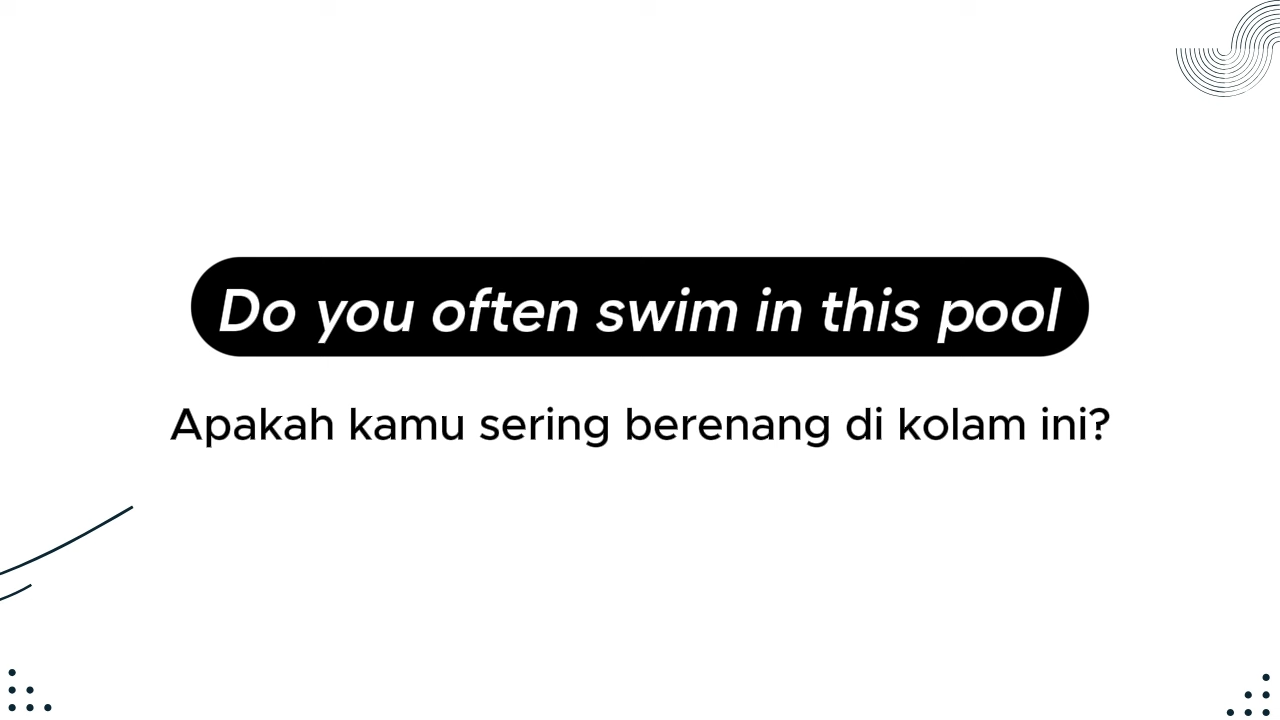 Do you often swim in this pool
Apakah kamu sering berenang di kolam ini?